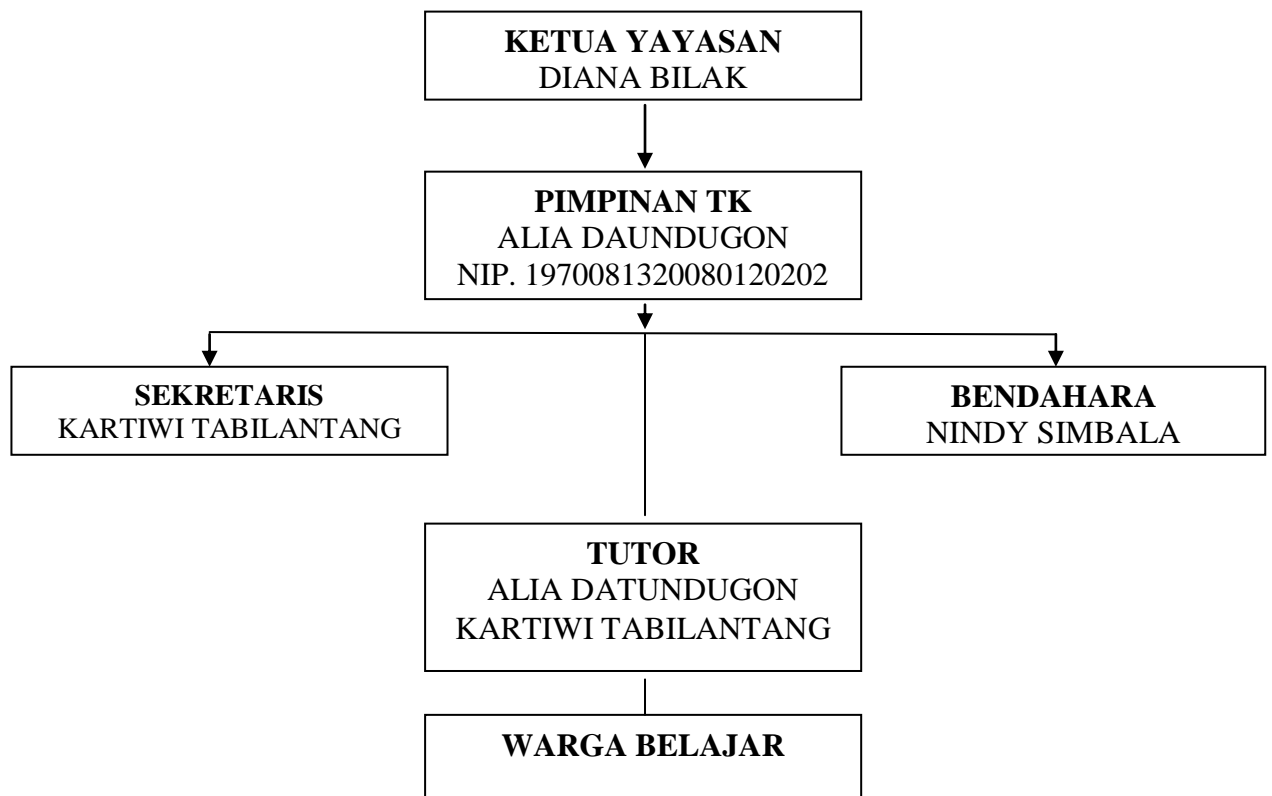 KETUA YAYASAN
DIANA BILAK
PIMPINAN TK
ALIA DAUNDUGON
NIP. 1970081320080120202
SEKRETARIS
KARTIWI TABILANTANG
BENDAHARA
NINDY SIMBALA
TUTOR
ALIA DATUNDUGON
KARTIWI TABILANTANG
WARGA BELAJAR